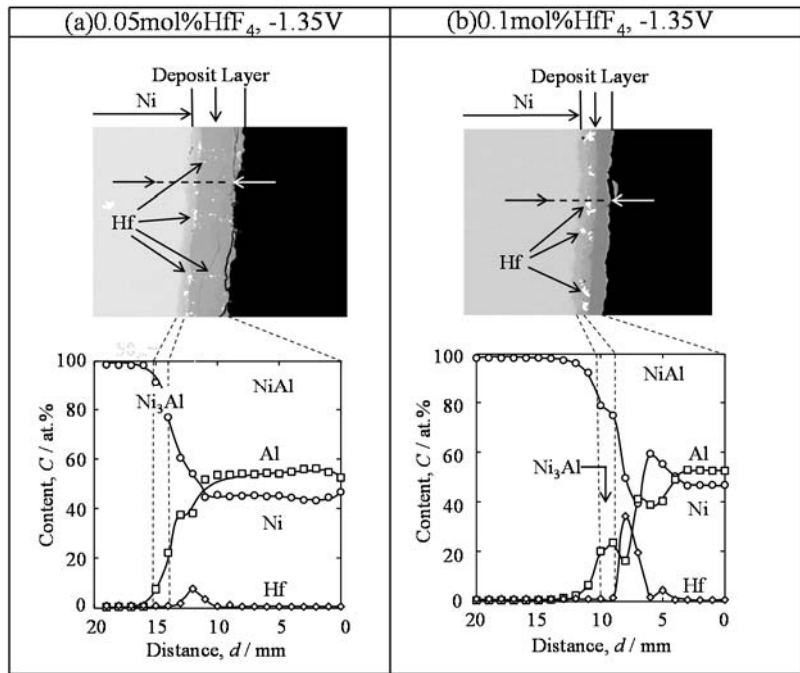 (a)0.05mol%HfF₄, -1.35V
Deposit Layer
Ni
Hf
100
80
60
40
20
0
Content, C / at.%
NiAl
Ni₃Al
Al
Ni
Hf
20
15
10
5
0
Distance, d / mm
(b)0.1mol%HfF₄, -1.35V
Deposit Layer
Ni
Hf
100
80
60
40
20
0
Content, C / at.%
NiAl
Ni₃Al
Al
Ni
Hf
20
15
10
5
0
Distance, d / mm